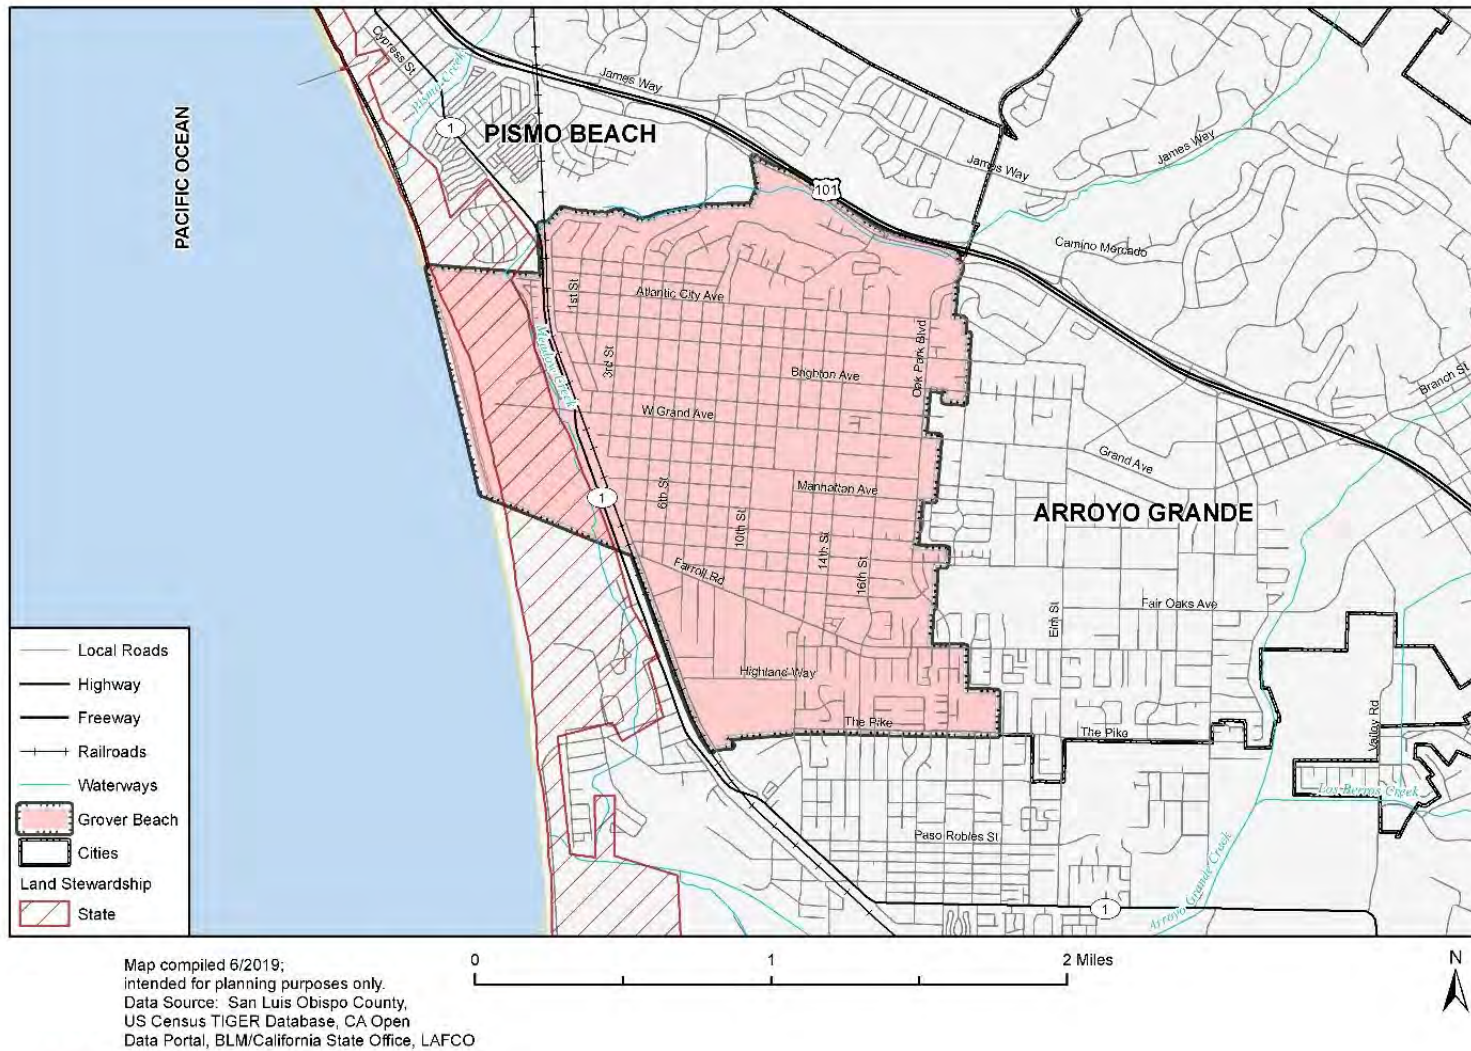 Cypress St
Pismo Creek
James Way
1
PISMO BEACH
PACIFIC OCEAN
101
James Way
James Way
Camino Mercado
1st St
Atlantic City Ave
Meadow Creek
3rd St
Oak Park Blvd
Brighton Ave
Branch St
W Grand Ave
Grand Ave
1
6th St
Manhattan Ave
ARROYO GRANDE
10th St
14th St
16th St
Farroll Rd
Elm St
Fair Oaks Ave
Highland Way
The Pike
The Pike
Valley Rd
Los Berros Creek
Paso Robles St
Arroyo Grande Creek
1
Local Roads
Highway
Freeway
Railroads
Waterways
Grover Beach
Cities
Land Stewardship
State
Map compiled 6/2019;
intended for planning purposes only.
Data Source: San Luis Obispo County,
US Census TIGER Database, CA Open
Data Portal, BLM/California State Office, LAFCO
0 1 2 Miles
N